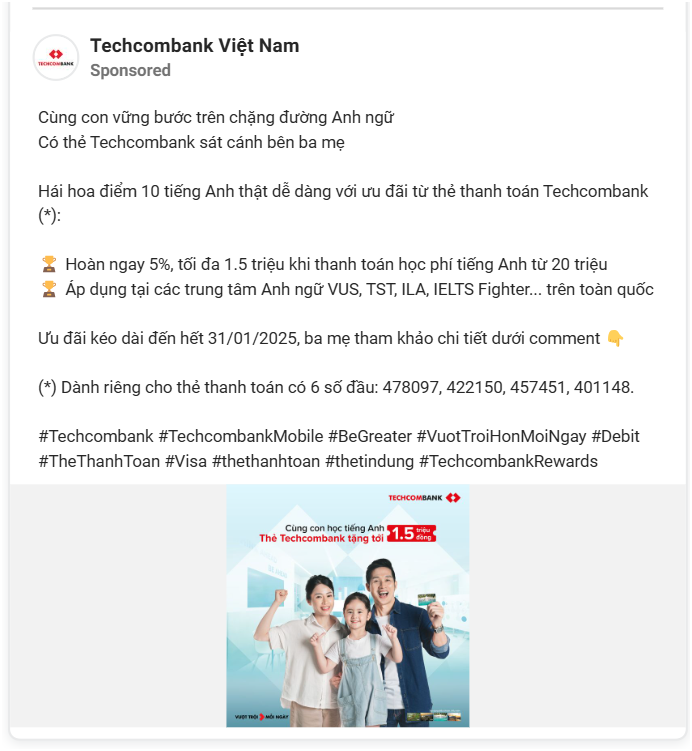 TECHCOMBANK
Techcombank Việt Nam
Sponsored
Cùng con vững bước trên chặng đường Anh ngữ
Có thẻ Techcombank sát cánh bên ba mẹ
Hái hoa điểm 10 tiếng Anh thật dễ dàng với ưu đãi từ thẻ thanh toán Techcombank
(*):
🏆 Hoàn ngay 5%, tối đa 1.5 triệu khi thanh toán học phí tiếng Anh từ 20 triệu
🏆 Áp dụng tại các trung tâm Anh ngữ VUS, TST, ILA, IELTS Fighter... trên toàn quốc
Ưu đãi kéo dài đến hết 31/01/2025, ba mẹ tham khảo chi tiết dưới comment 👇
(*) Dành riêng cho thẻ thanh toán có 6 số đầu: 478097, 422150, 457451, 401148.
#Techcombank #TechcombankMobile #BeGreater #VuotTroiHonMoiNgay #Debit
#TheThanhToan #Visa #thethanhtoan #thetindung #TechcombankRewards
TECHCOMBANK
Cùng con học tiếng Anh
Thẻ Techcombank tặng tới 1.5 triệu đồng
VƯỢT TRỘI MỖI NGÀY